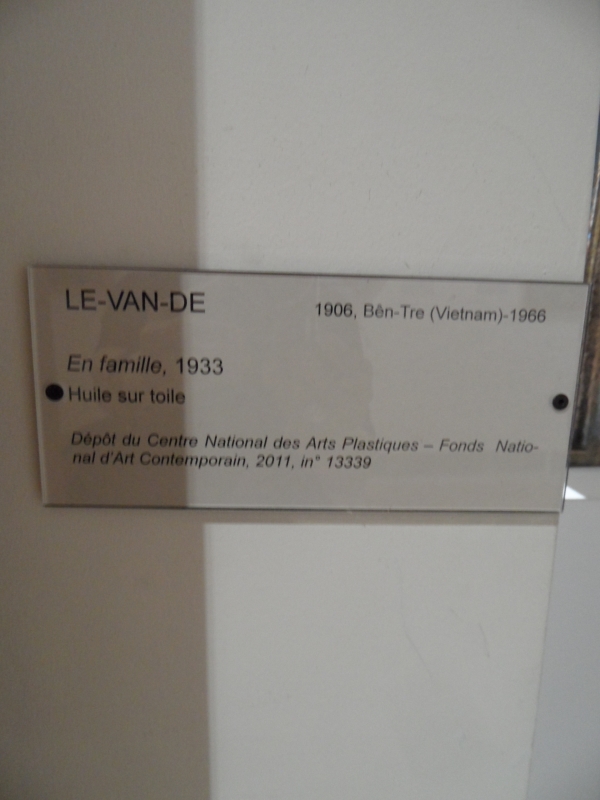 LE-VAN-DE 1906, Bên-Tre (Vietnam)-1966
En famille, 1933
Huile sur toile
Dépôt du Centre National des Arts Plastiques – Fonds Natio-
nal d'Art Contemporain, 2011, in° 13339